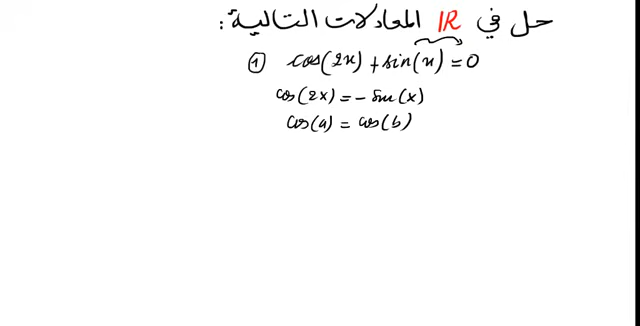 حل في IR المعادلات التالية :
① cos(2x) + sin(x) = 0
cos(2x) = - sin(x)
cos(a) = cos(b)